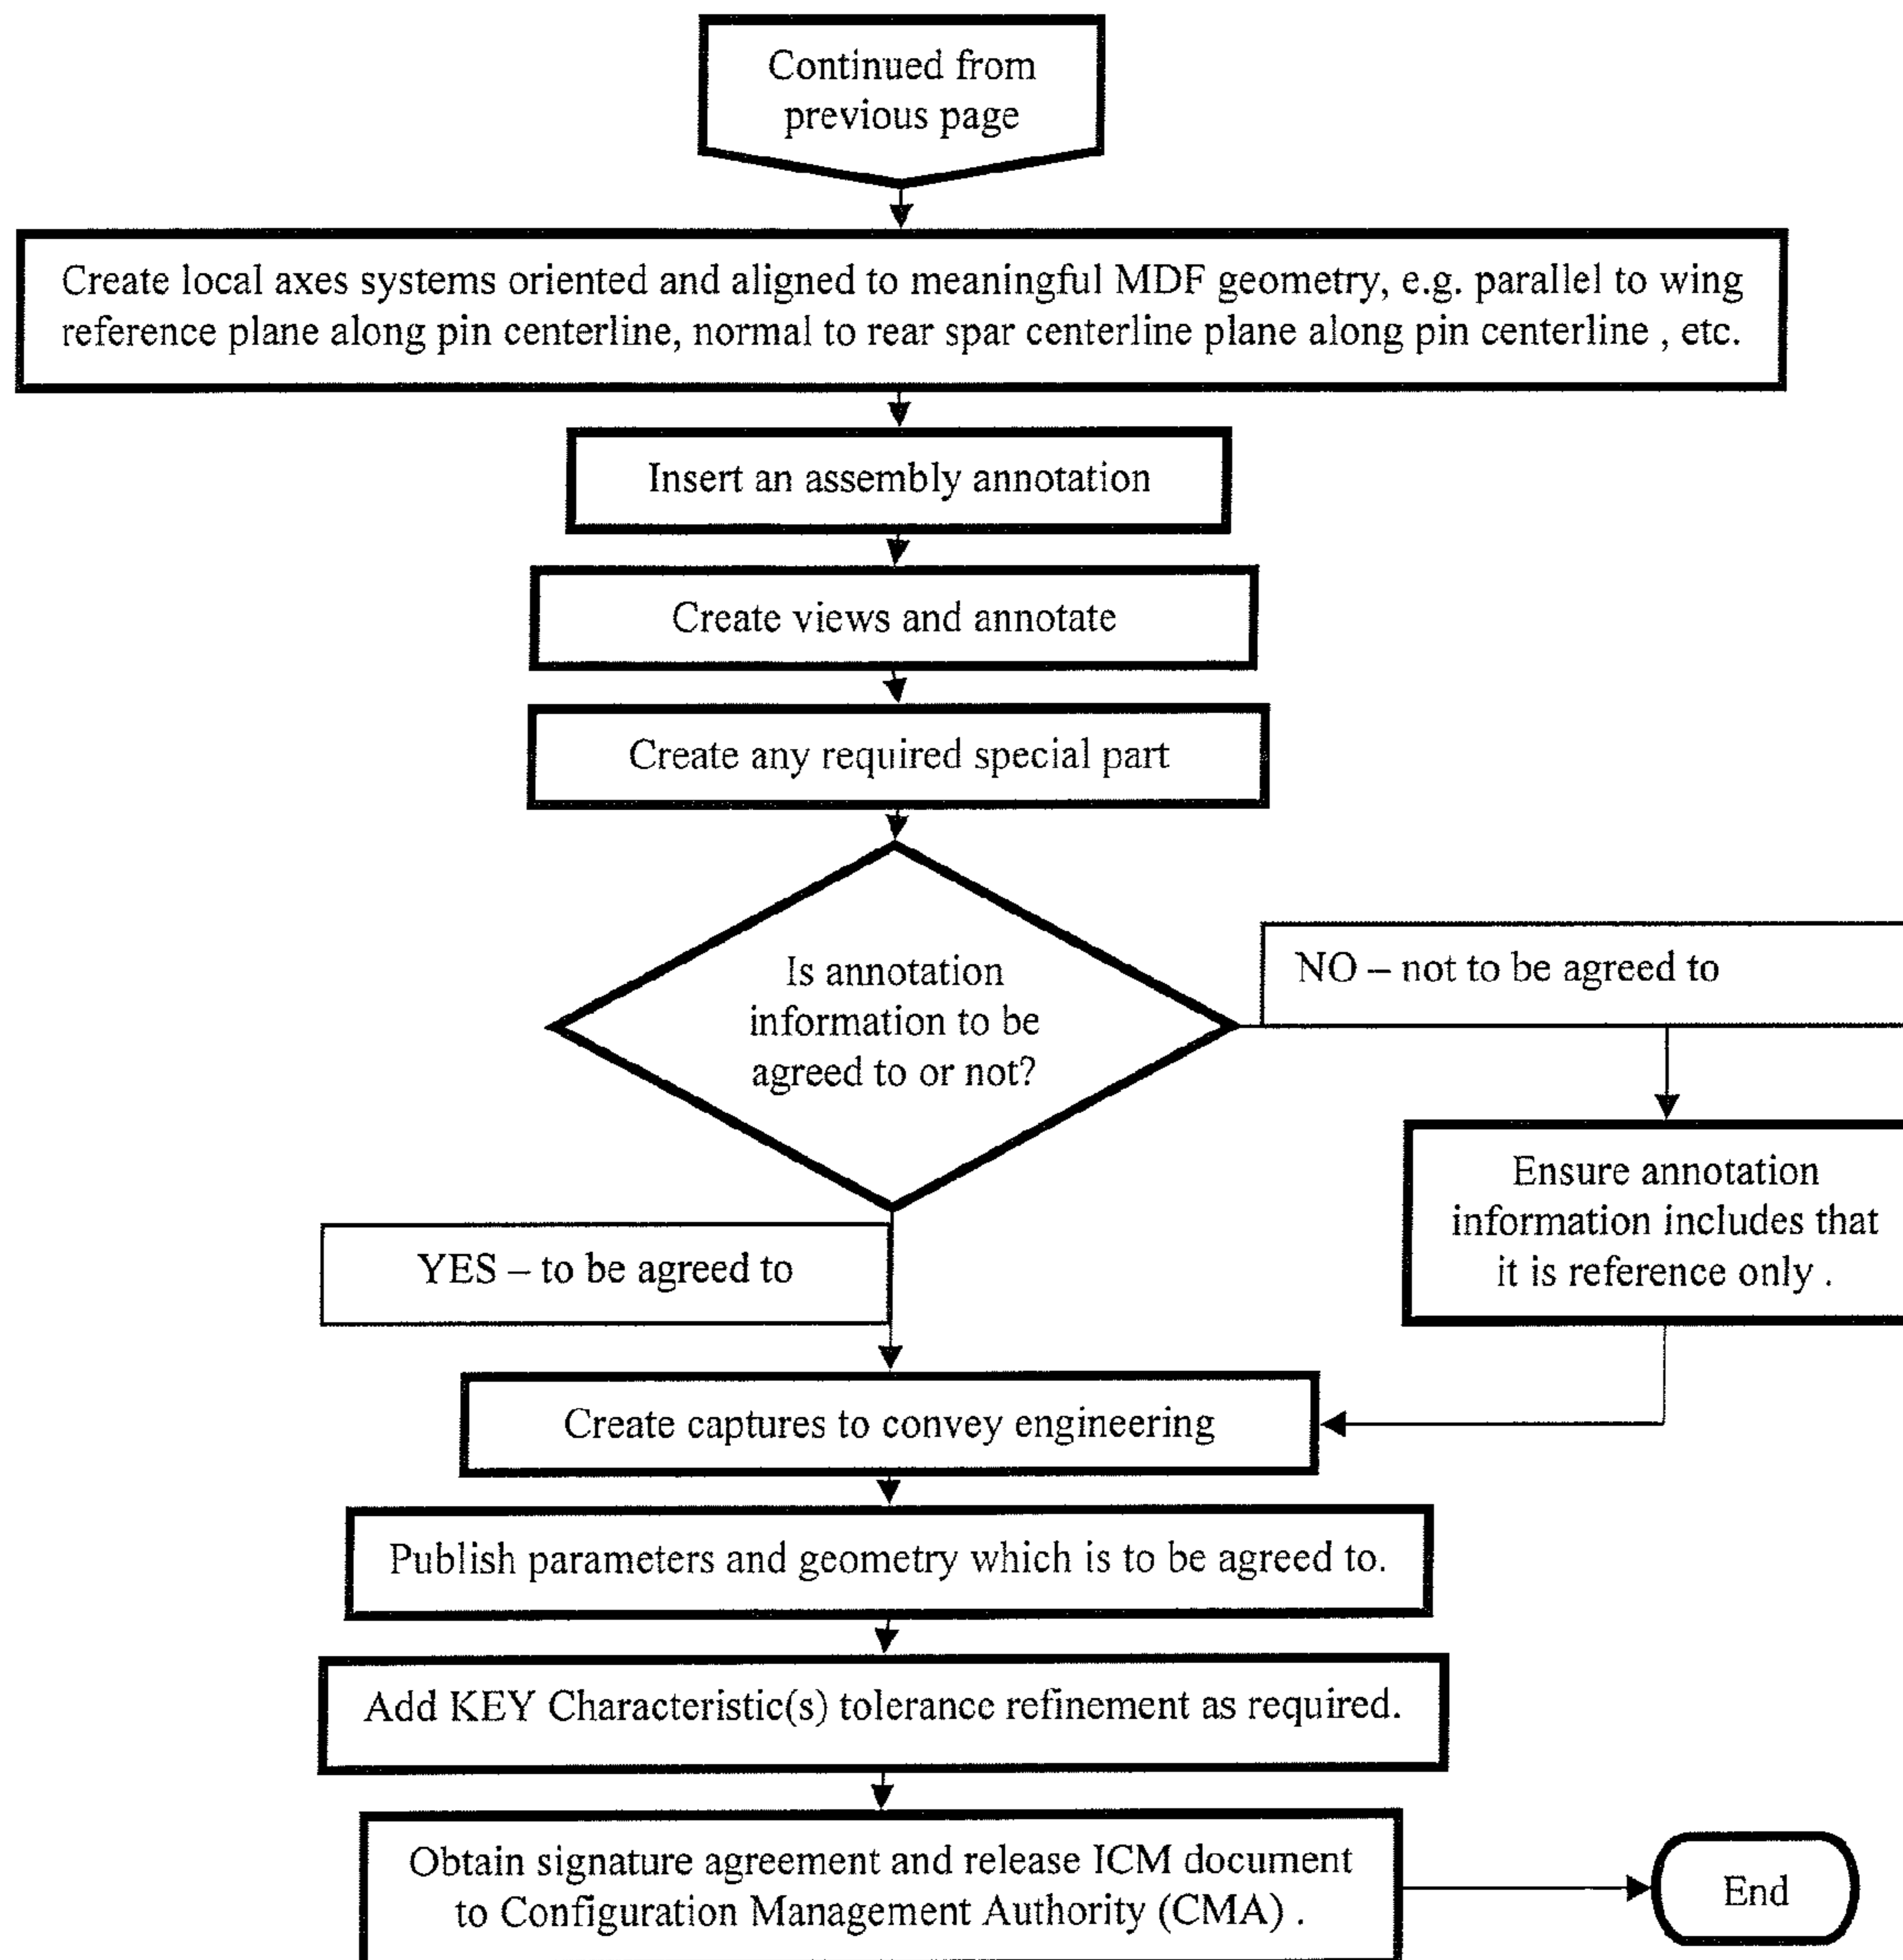 Continued from
previous page
Create local axes systems oriented and aligned to meaningful MDF geometry, e.g. parallel to wing
reference plane along pin centerline, normal to rear spar centerline plane along pin centerline , etc.
Insert an assembly annotation
Create views and annotate
Create any required special part
Is annotation
information to be
agreed to or not?
NO – not to be agreed to
Ensure annotation
information includes that
it is reference only .
YES – to be agreed to
Create captures to convey engineering
Publish parameters and geometry which is to be agreed to.
Add KEY Characteristic(s) tolerance refinement as required.
Obtain signature agreement and release ICM document
to Configuration Management Authority (CMA) .
End